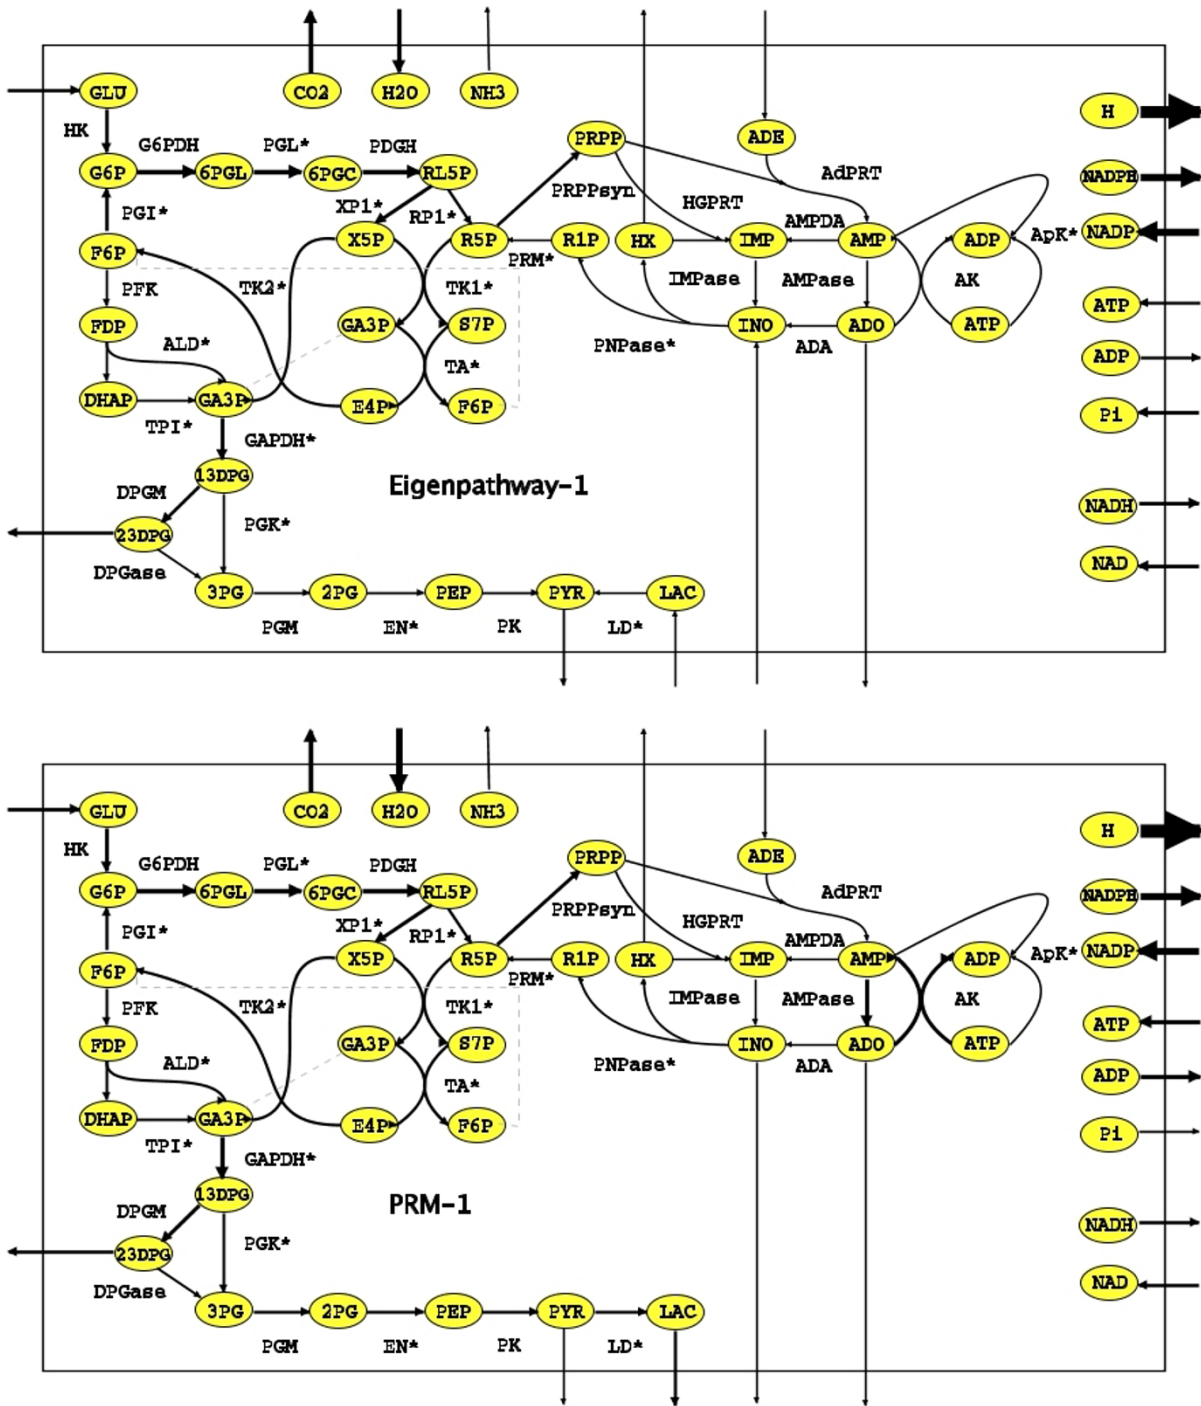 GLU CO2 H2O NH3
H
HK G6PDH PGL* PDGH PRPP ADE
G6P 6PGL 6PGC RL5P AdPRT NADPH
PRPPsyn HGPRT
PGI* XP1* RP1* AMPDA
F6P X5P R5P R1P HX IMP AMP ADP ApK* NADP
PRM*
PFK TK2* TK1* IMPase AMPase AK
ATP
FDP GA3P S7P INO ADO ATP
ALD* PNPase* ADA ADP
TA*
DHAP GA3P E4P F6P Pi
TPI* GAPDH*
13DPG
DPGM Eigenpathway-1
NADH
23DPG PGK*
DPGase NAD
3PG 2PG PEP PYR LAC
PGM EN* PK LD*
GLU CO2 H2O NH3
H
HK G6PDH PGL* PDGH PRPP ADE
G6P 6PGL 6PGC RL5P AdPRT NADPH
PRPPsyn HGPRT
PGI* XP1* RP1* AMPDA
F6P X5P R5P R1P HX IMP AMP ADP ApK* NADP
PRM*
PFK TK2* TK1* IMPase AMPase AK
ATP
FDP GA3P S7P INO ADO ATP
ALD* PNPase* ADA ADP
TA*
DHAP GA3P E4P F6P Pi
TPI* GAPDH*
13DPG
DPGM PRM-1
NADH
23DPG PGK*
DPGase NAD
3PG 2PG PEP PYR LAC
PGM EN* PK LD*